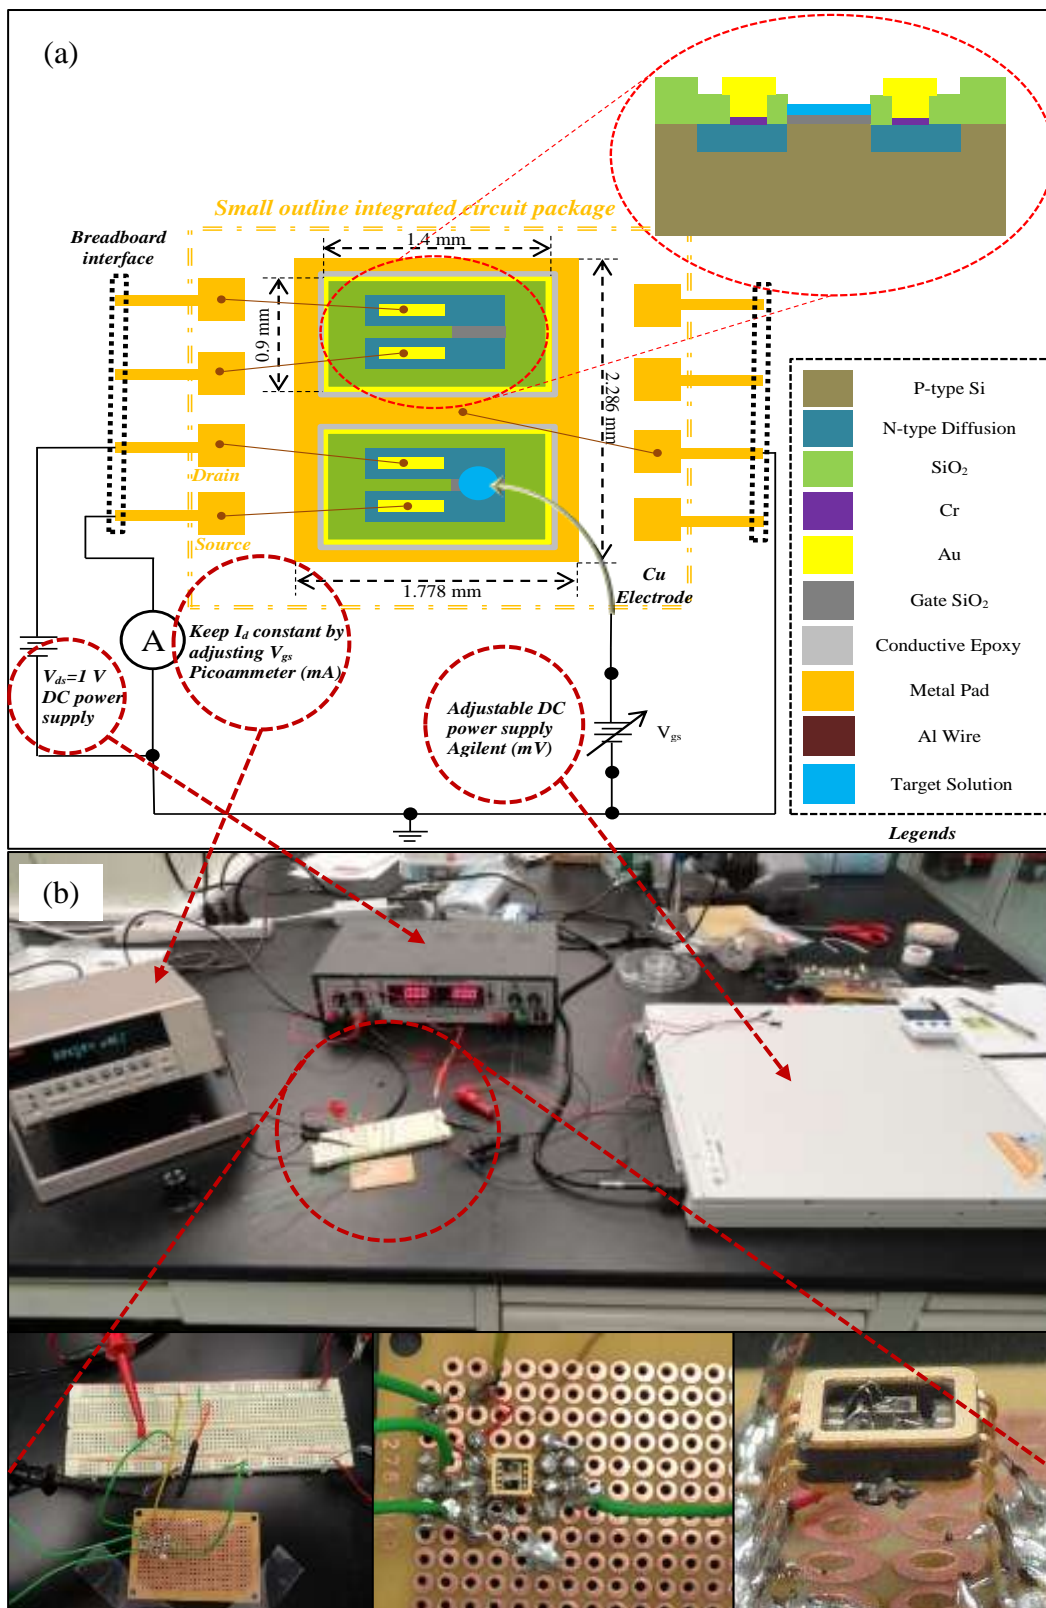 (a)
Small outline integrated circuit package
Breadboard
interface
1.4 mm
0.9 mm
2.286 mm
1.778 mm
Drain
Source
Cu
Electrode
A
Keep I_d constant by
adjusting V_gs
Picoammeter (mA)
V_ds=1 V
DC power
supply
Adjustable DC
power supply
Agilent (mV)
V_gs
P-type Si
N-type Diffusion
SiO₂
Cr
Au
Gate SiO₂
Conductive Epoxy
Metal Pad
Al Wire
Target Solution
Legends
(b)